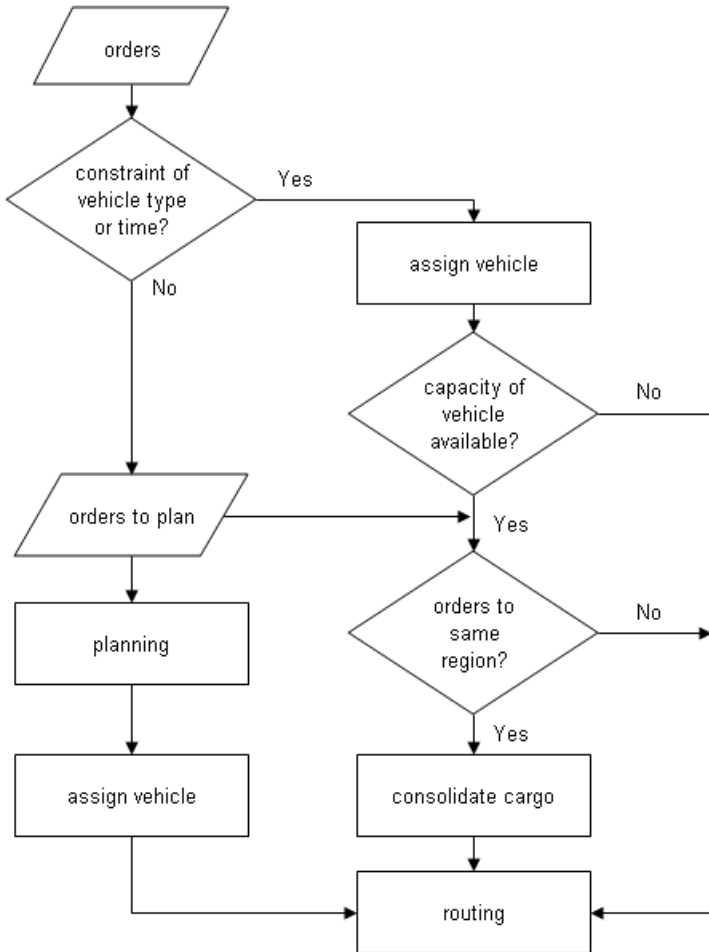 orders
constraint of
vehicle type
or time?
Yes
No
assign vehicle
capacity of
vehicle
available?
No
Yes
orders to plan
orders to
same
region?
No
Yes
planning
assign vehicle
consolidate cargo
routing